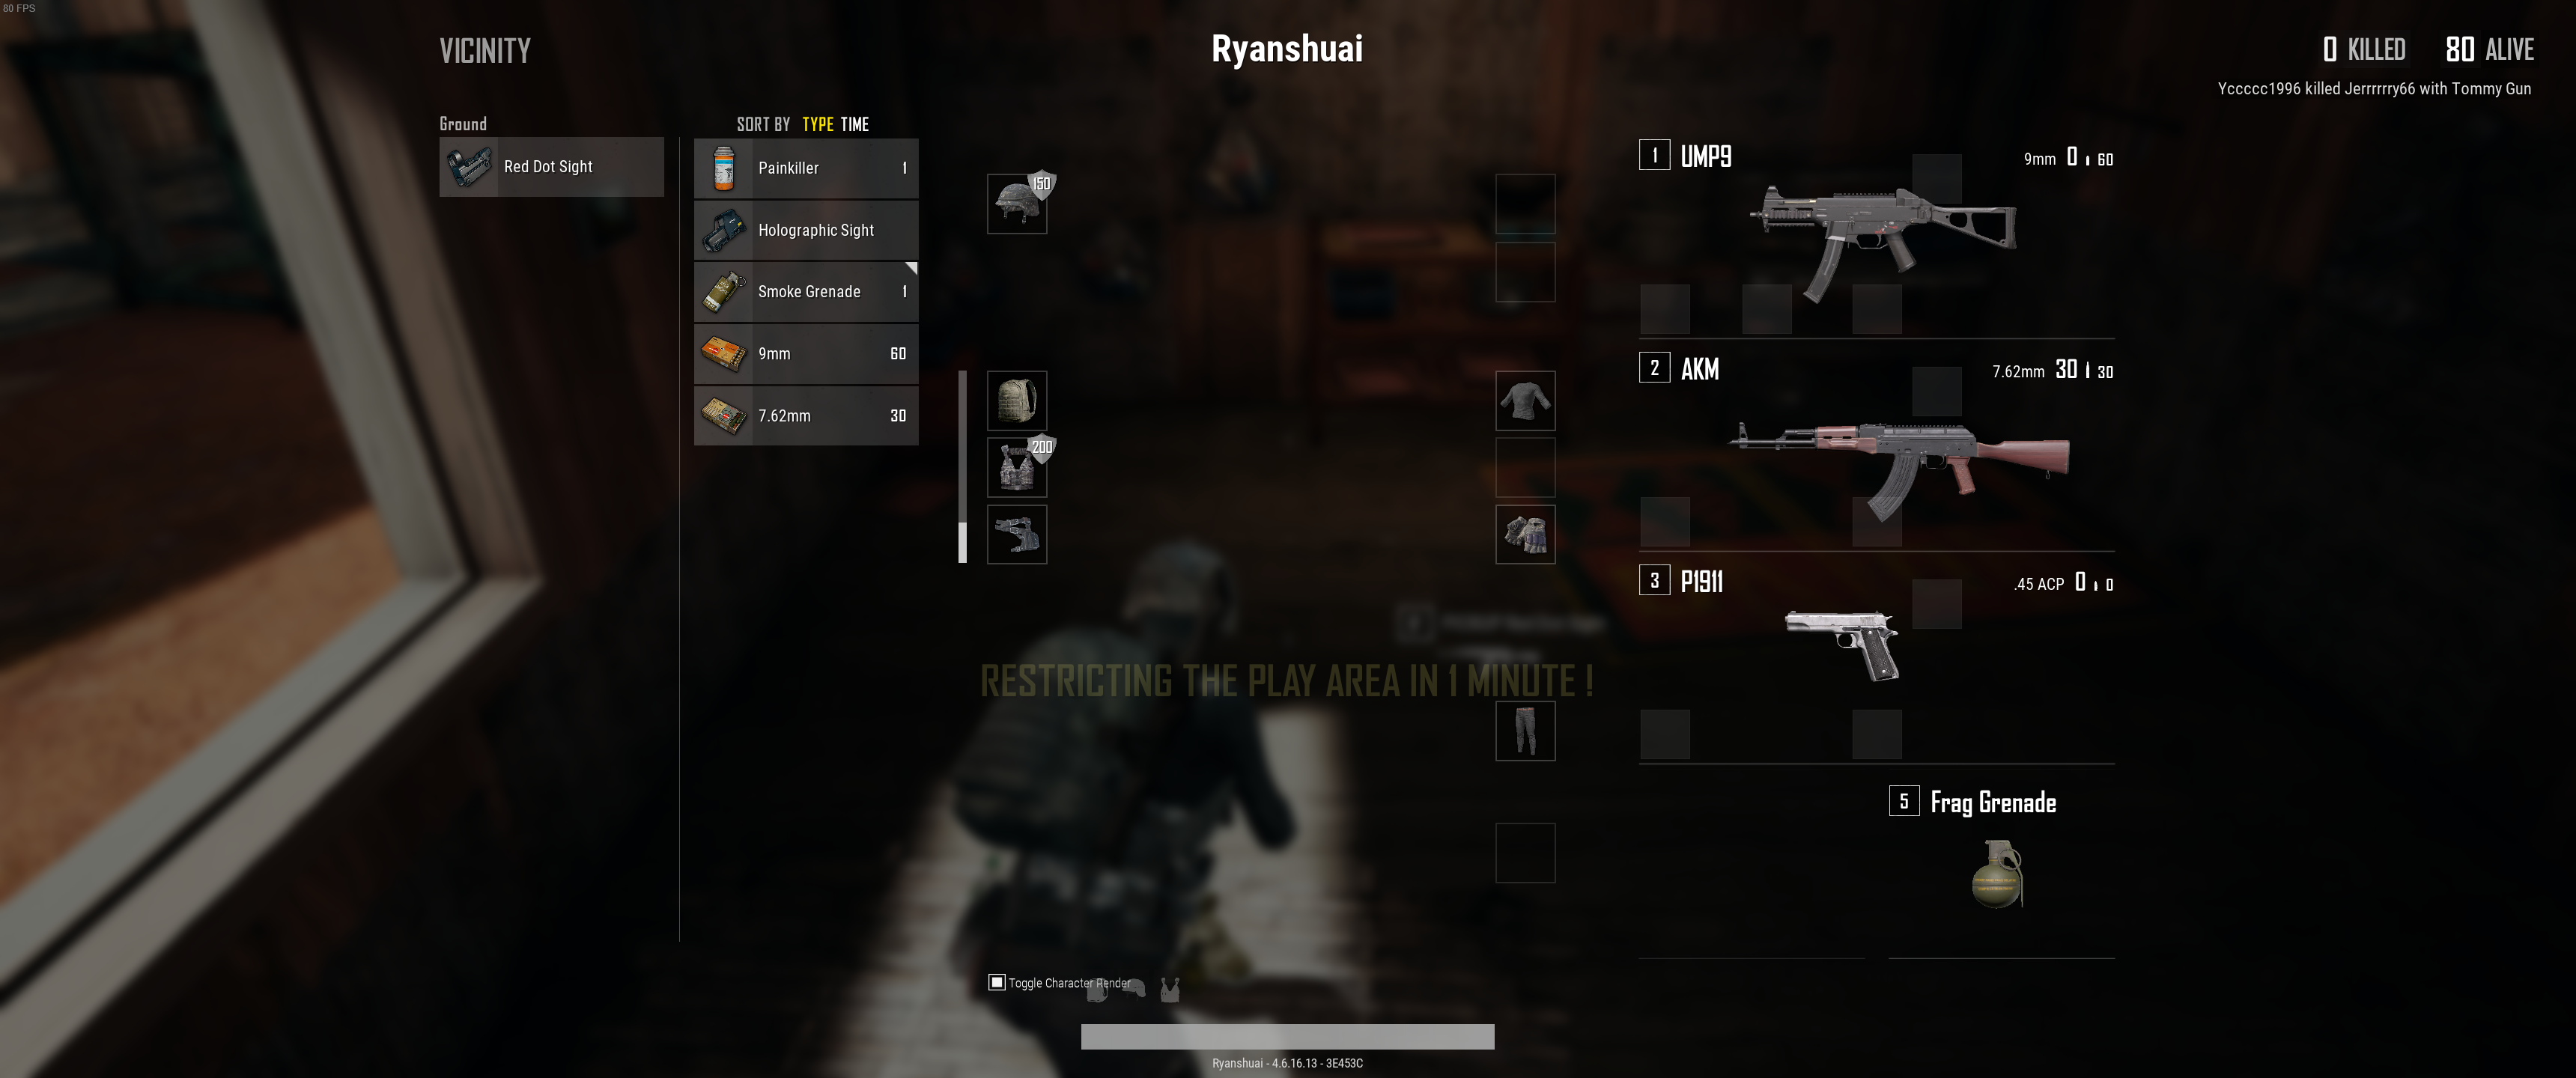 80 FPS
VICINITY
Ryanshuai
0 KILLED 80 ALIVE
Yccccc1996 killed Jerrrrrry66 with Tommy Gun
Ground
SORT BY TYPE TIME
Red Dot Sight
Painkiller 1
Holographic Sight
Smoke Grenade 1
9mm 60
7.62mm 30
150
200
1 UMP9 9mm 0 60
2 AKM 7.62mm 30 30
3 P1911 .45 ACP 0 0
RESTRICTING THE PLAY AREA IN 1 MINUTE !
5 Frag Grenade
Toggle Character Render
Ryanshuai - 4.6.16.13 - 3E453C